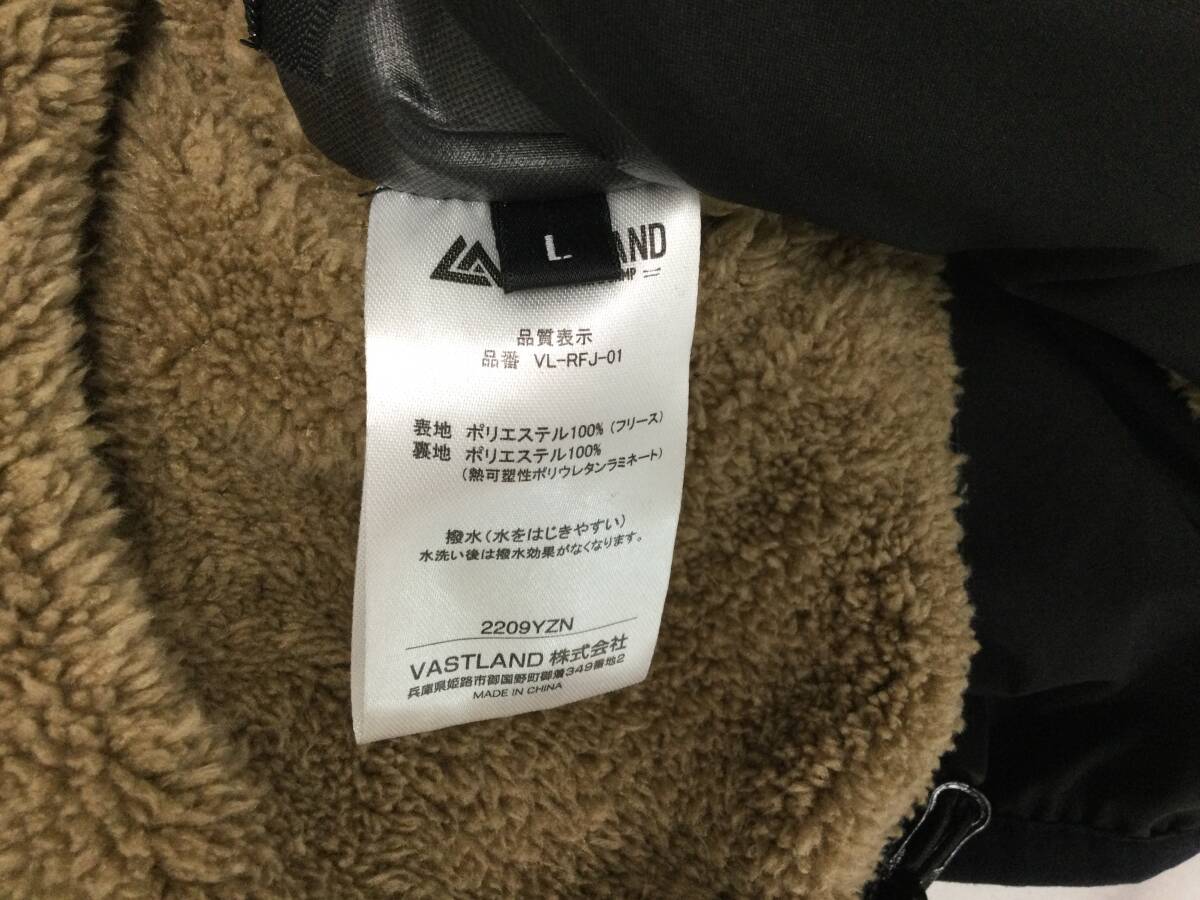 L
AND
品質表示
品番 VL-RFJ-01
表地 ポリエステル100%(フリース)
裏地 ポリエステル100%
(熱可塑性ポリウレタンラミネート)
撥水(水をはじきやすい)
水洗い後は撥水効果がなくなります。
2209YZN
VASTLAND 株式会社
兵庫県姫路市御国野町御着349番地2
MADE IN CHINA